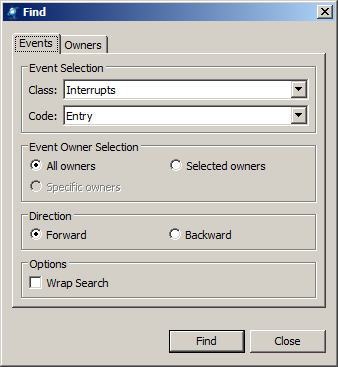 Find
Events Owners
Event Selection
Class: Interrupts
Code: Entry
Event Owner Selection
All owners Selected owners
Specific owners
Direction
Forward Backward
Options
Wrap Search
Find Close